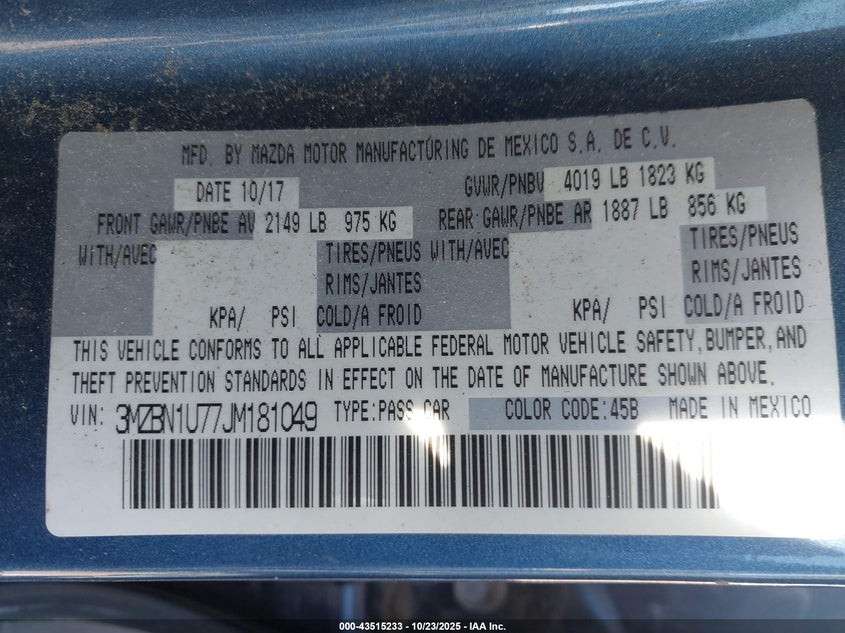 MFD. BY MAZDA MOTOR MANUFACTURING DE MEXICO S.A. DE C.V.
DATE 10/17 GVWR/PNBV 4019 LB 1823 KG
FRONT GAWR/PNBE AV 2149 LB 975 KG REAR GAWR/PNBE AR 1887 LB 856 KG
WITH/AVEC TIRES/PNEUS WITH/AVEC TIRES/PNEUS
RIMS/JANTES RIMS/JANTES
KPA/ PSI COLD/A FROID KPA/ PSI COLD/A FROID
THIS VEHICLE CONFORMS TO ALL APPLICABLE FEDERAL MOTOR VEHICLE SAFETY, BUMPER, AND
THEFT PREVENTION STANDARDS IN EFFECT ON THE DATE OF MANUFACTURE SHOWN ABOVE.
VIN: 3MZBN1U77JM181049 TYPE: PASS CAR COLOR CODE: 45B MADE IN MEXICO
000-43515233 - 10/23/2025 - IAA Inc.